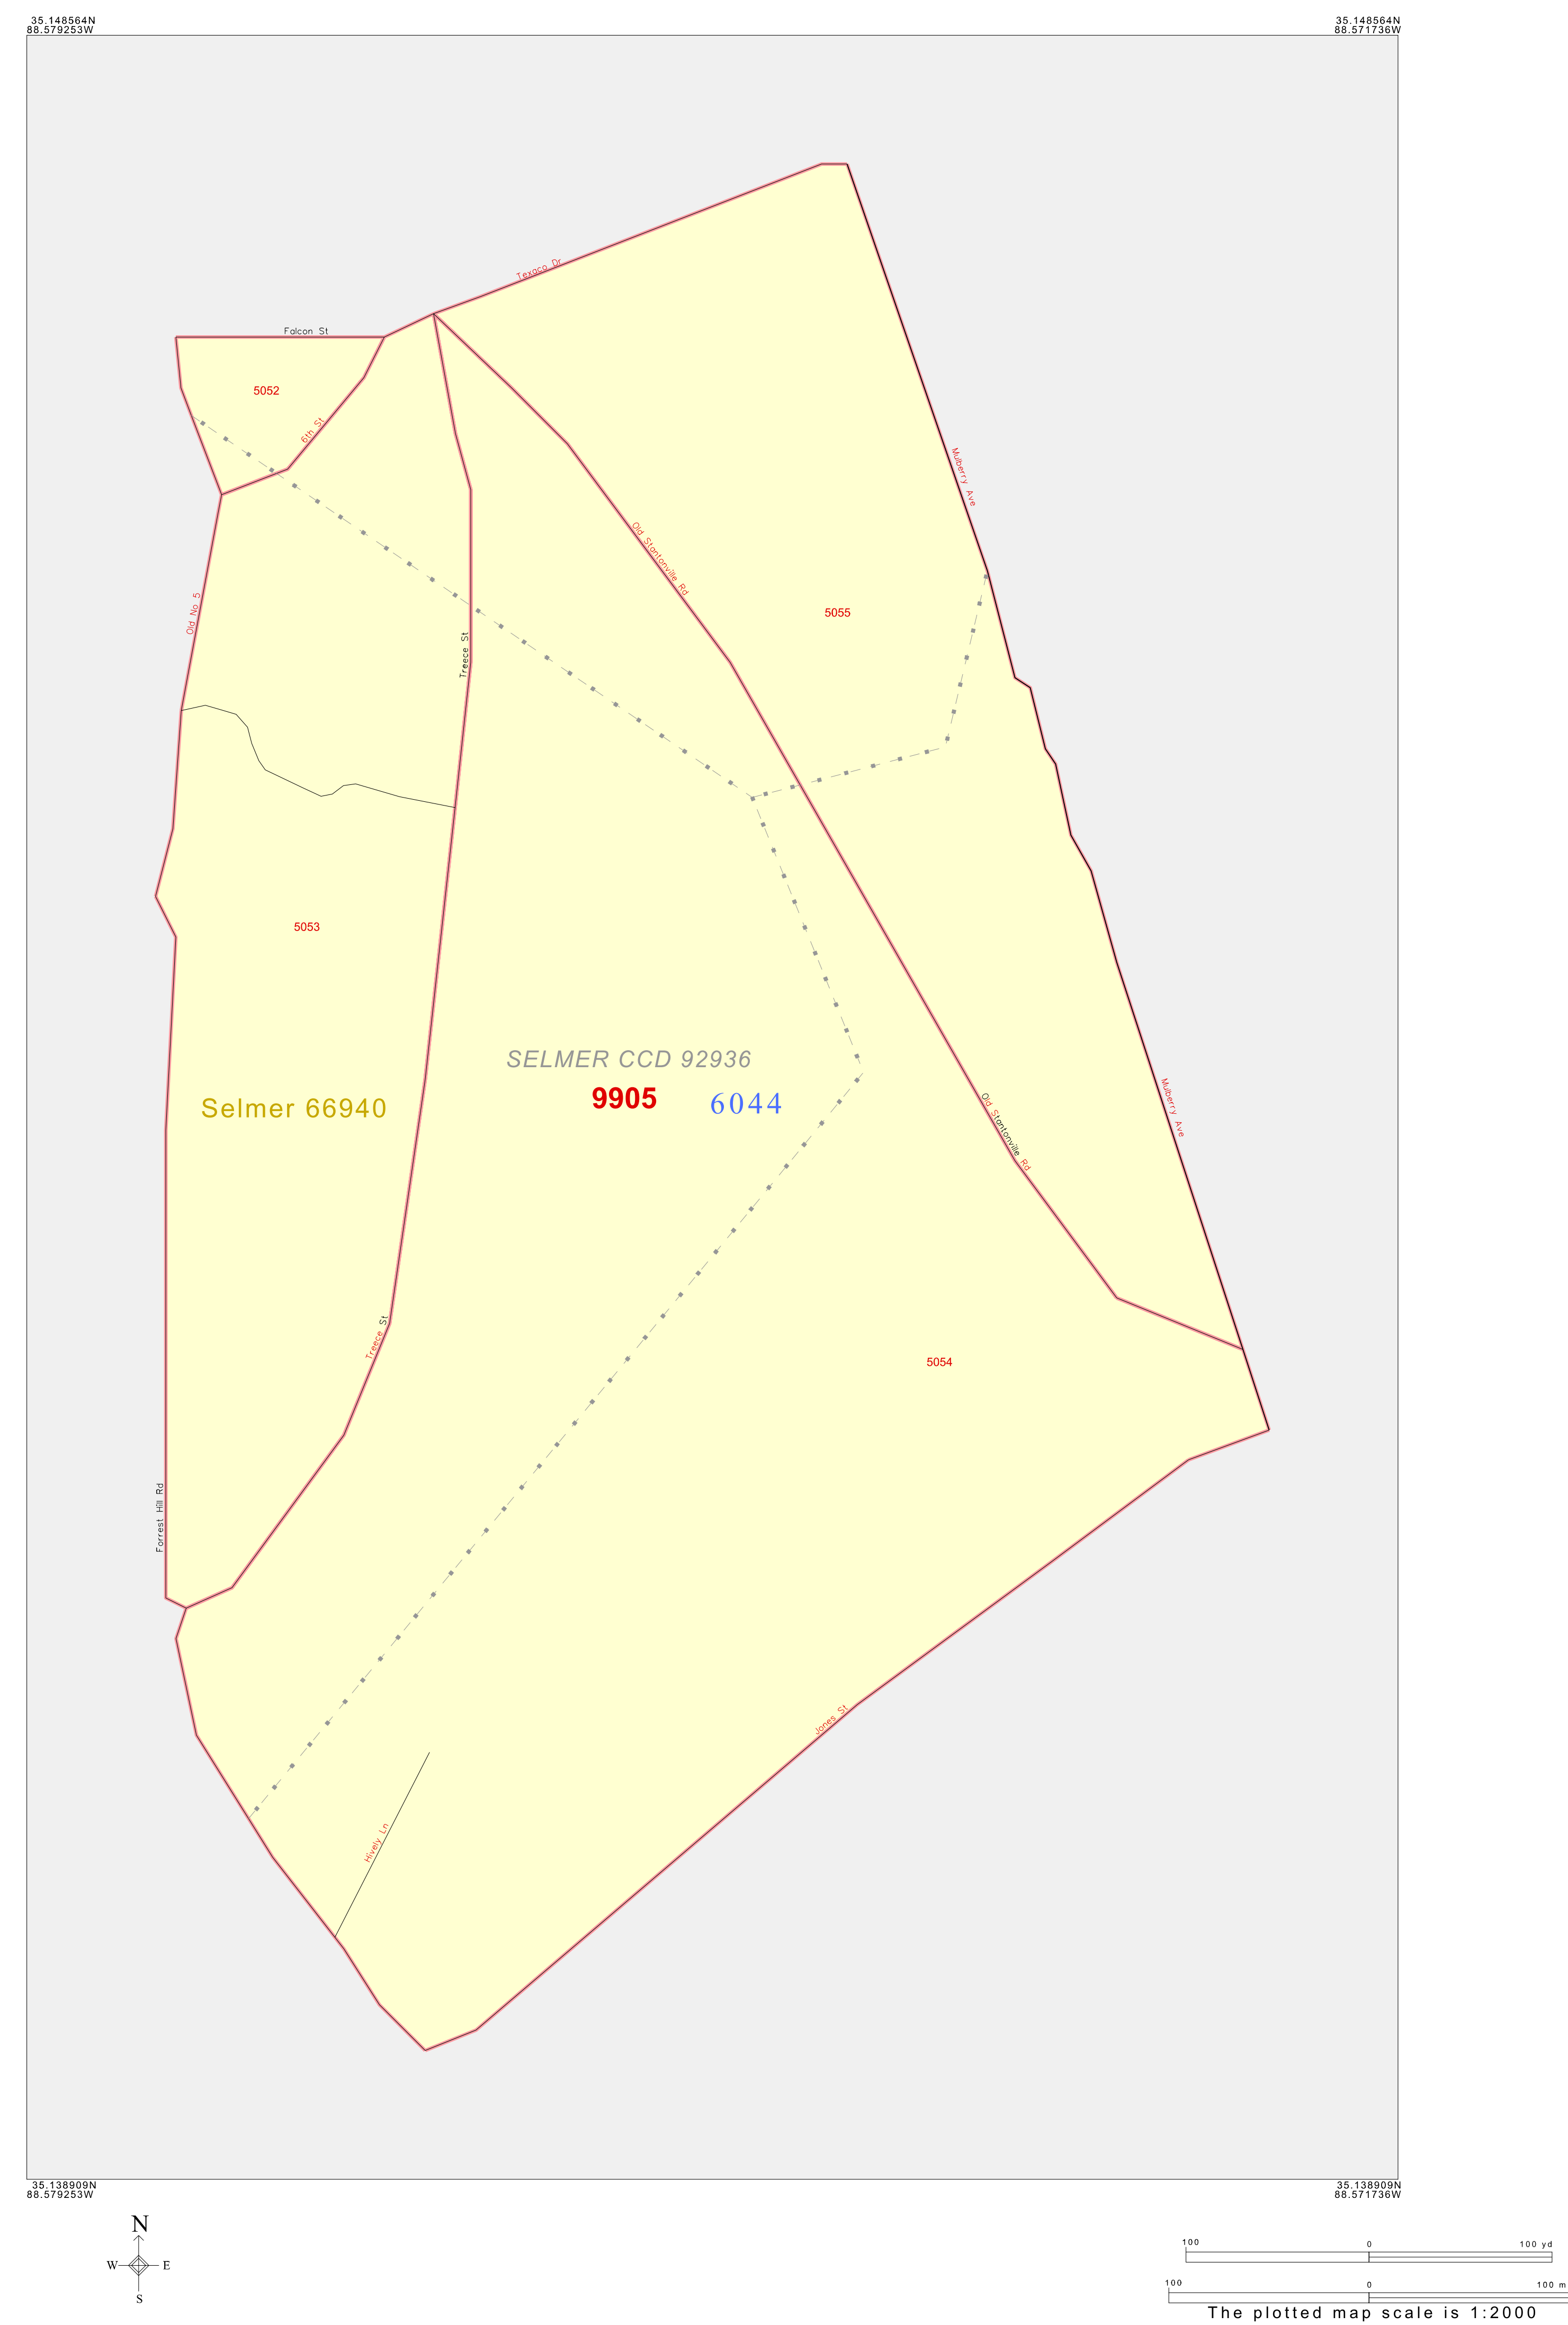 35.148564N
88.579253W
35.148564N
88.571736W
Texaco Dr
Falcon St
5052
6th St
Mulberry Ave
Old Stantonville Rd
Old No 5
5055
Treece St
5053
SELMER CCD 92936
9905
6044
Selmer 66940
Old Stantonville Rd
Mulberry Ave
Treece St
5054
Forrest Hill Rd
Jones St
Hively Ln
35.138909N
88.579253W
35.138909N
88.571736W
N
W
E
S
100
0
100 yd
100
0
100 m
The plotted map scale is 1:2000